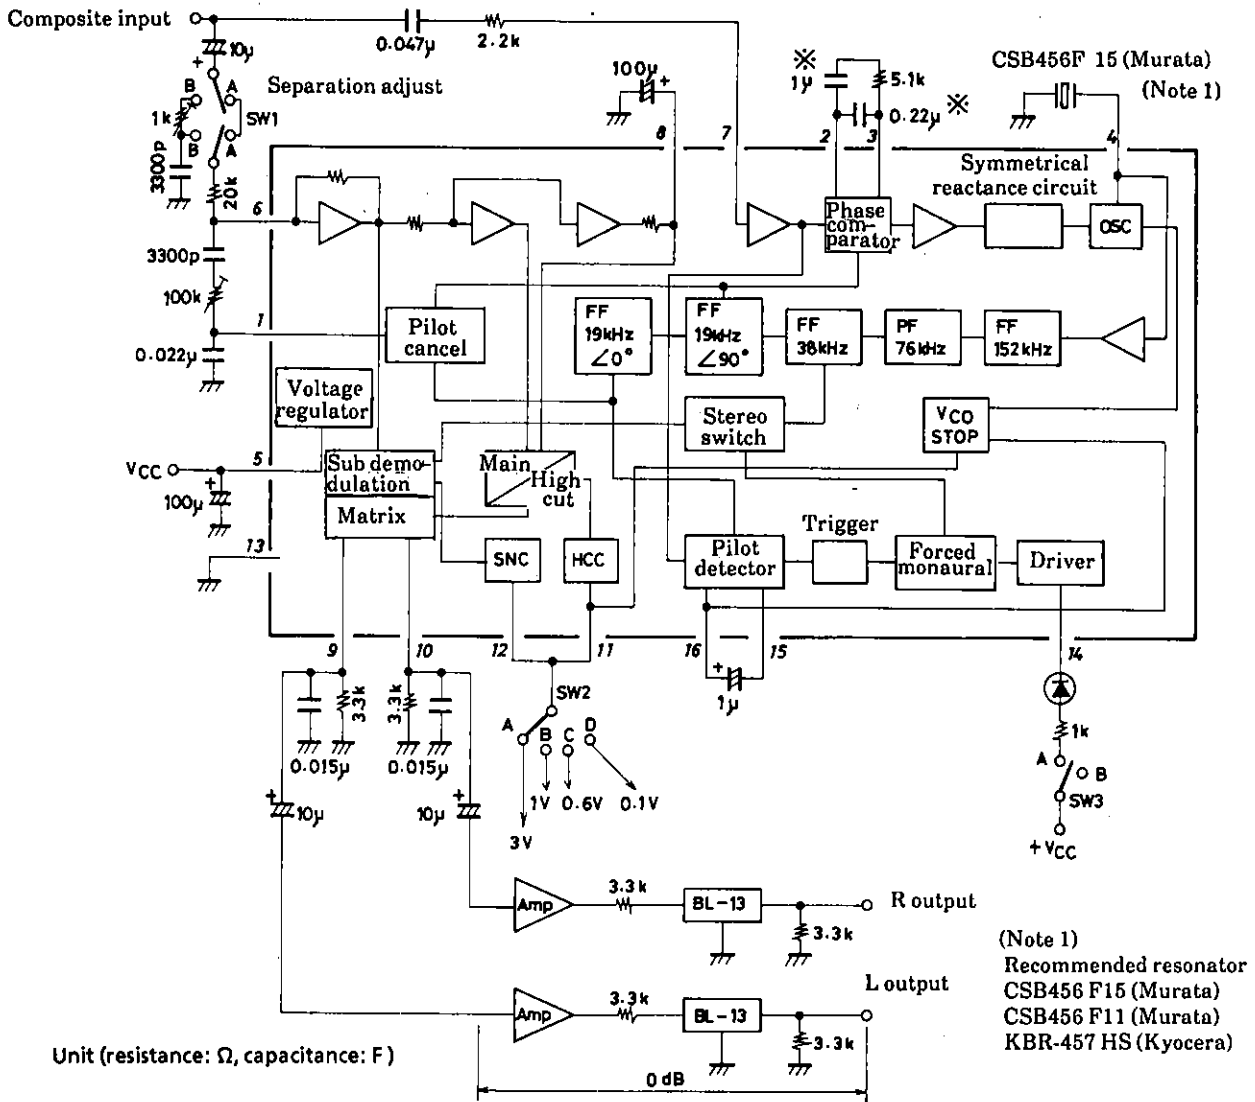 Composite input
0.047μ
2.2k
10μ
+
B
A
Separation adjust
1k
SW1
B
A
3300p
20k
100μ
+
8
7
※
1μ
5.1k
0.22μ
※
2
3
CSB456F 15 (Murata)
(Note 1)
4
6
Symmetrical
reactance circuit
Phase
com-
parator
OSC
3300p
100k
1
0.022μ
Pilot
cancel
FF
19kHz
∠0°
FF
19kHz
∠90°
FF
38kHz
PF
76kHz
FF
152kHz
Voltage
regulator
Stereo
switch
VCO
STOP
VCC
5
+
100μ
Sub demo-
dulation
Matrix
Main
High
cut
13
SNC
HCC
Pilot
detector
Trigger
Forced
monaural
Driver
9
10
12
11
16
15
14
3.3k
3.3k
0.015μ
0.015μ
+
1μ
SW2
A
B
C
D
1V
0.6V
0.1V
3V
1k
A
B
SW3
+VCC
+
10μ
+
10μ
Amp
3.3k
BL-13
3.3k
R output
Amp
3.3k
BL-13
3.3k
L output
(Note 1)
Recommended resonator
CSB456 F15 (Murata)
CSB456 F11 (Murata)
KBR-457 HS (Kyocera)
Unit (resistance: Ω, capacitance: F )
0 dB